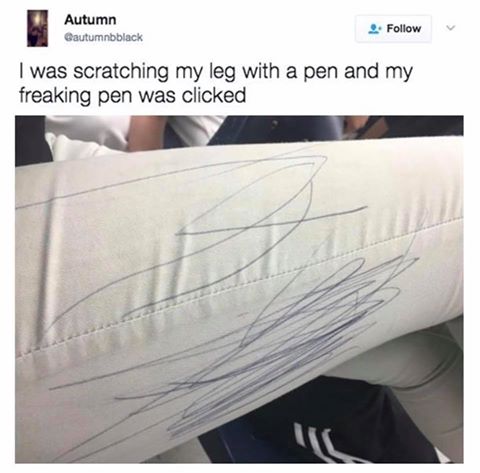 Autumn
@autumnbblack
Follow
I was scratching my leg with a pen and my
freaking pen was clicked